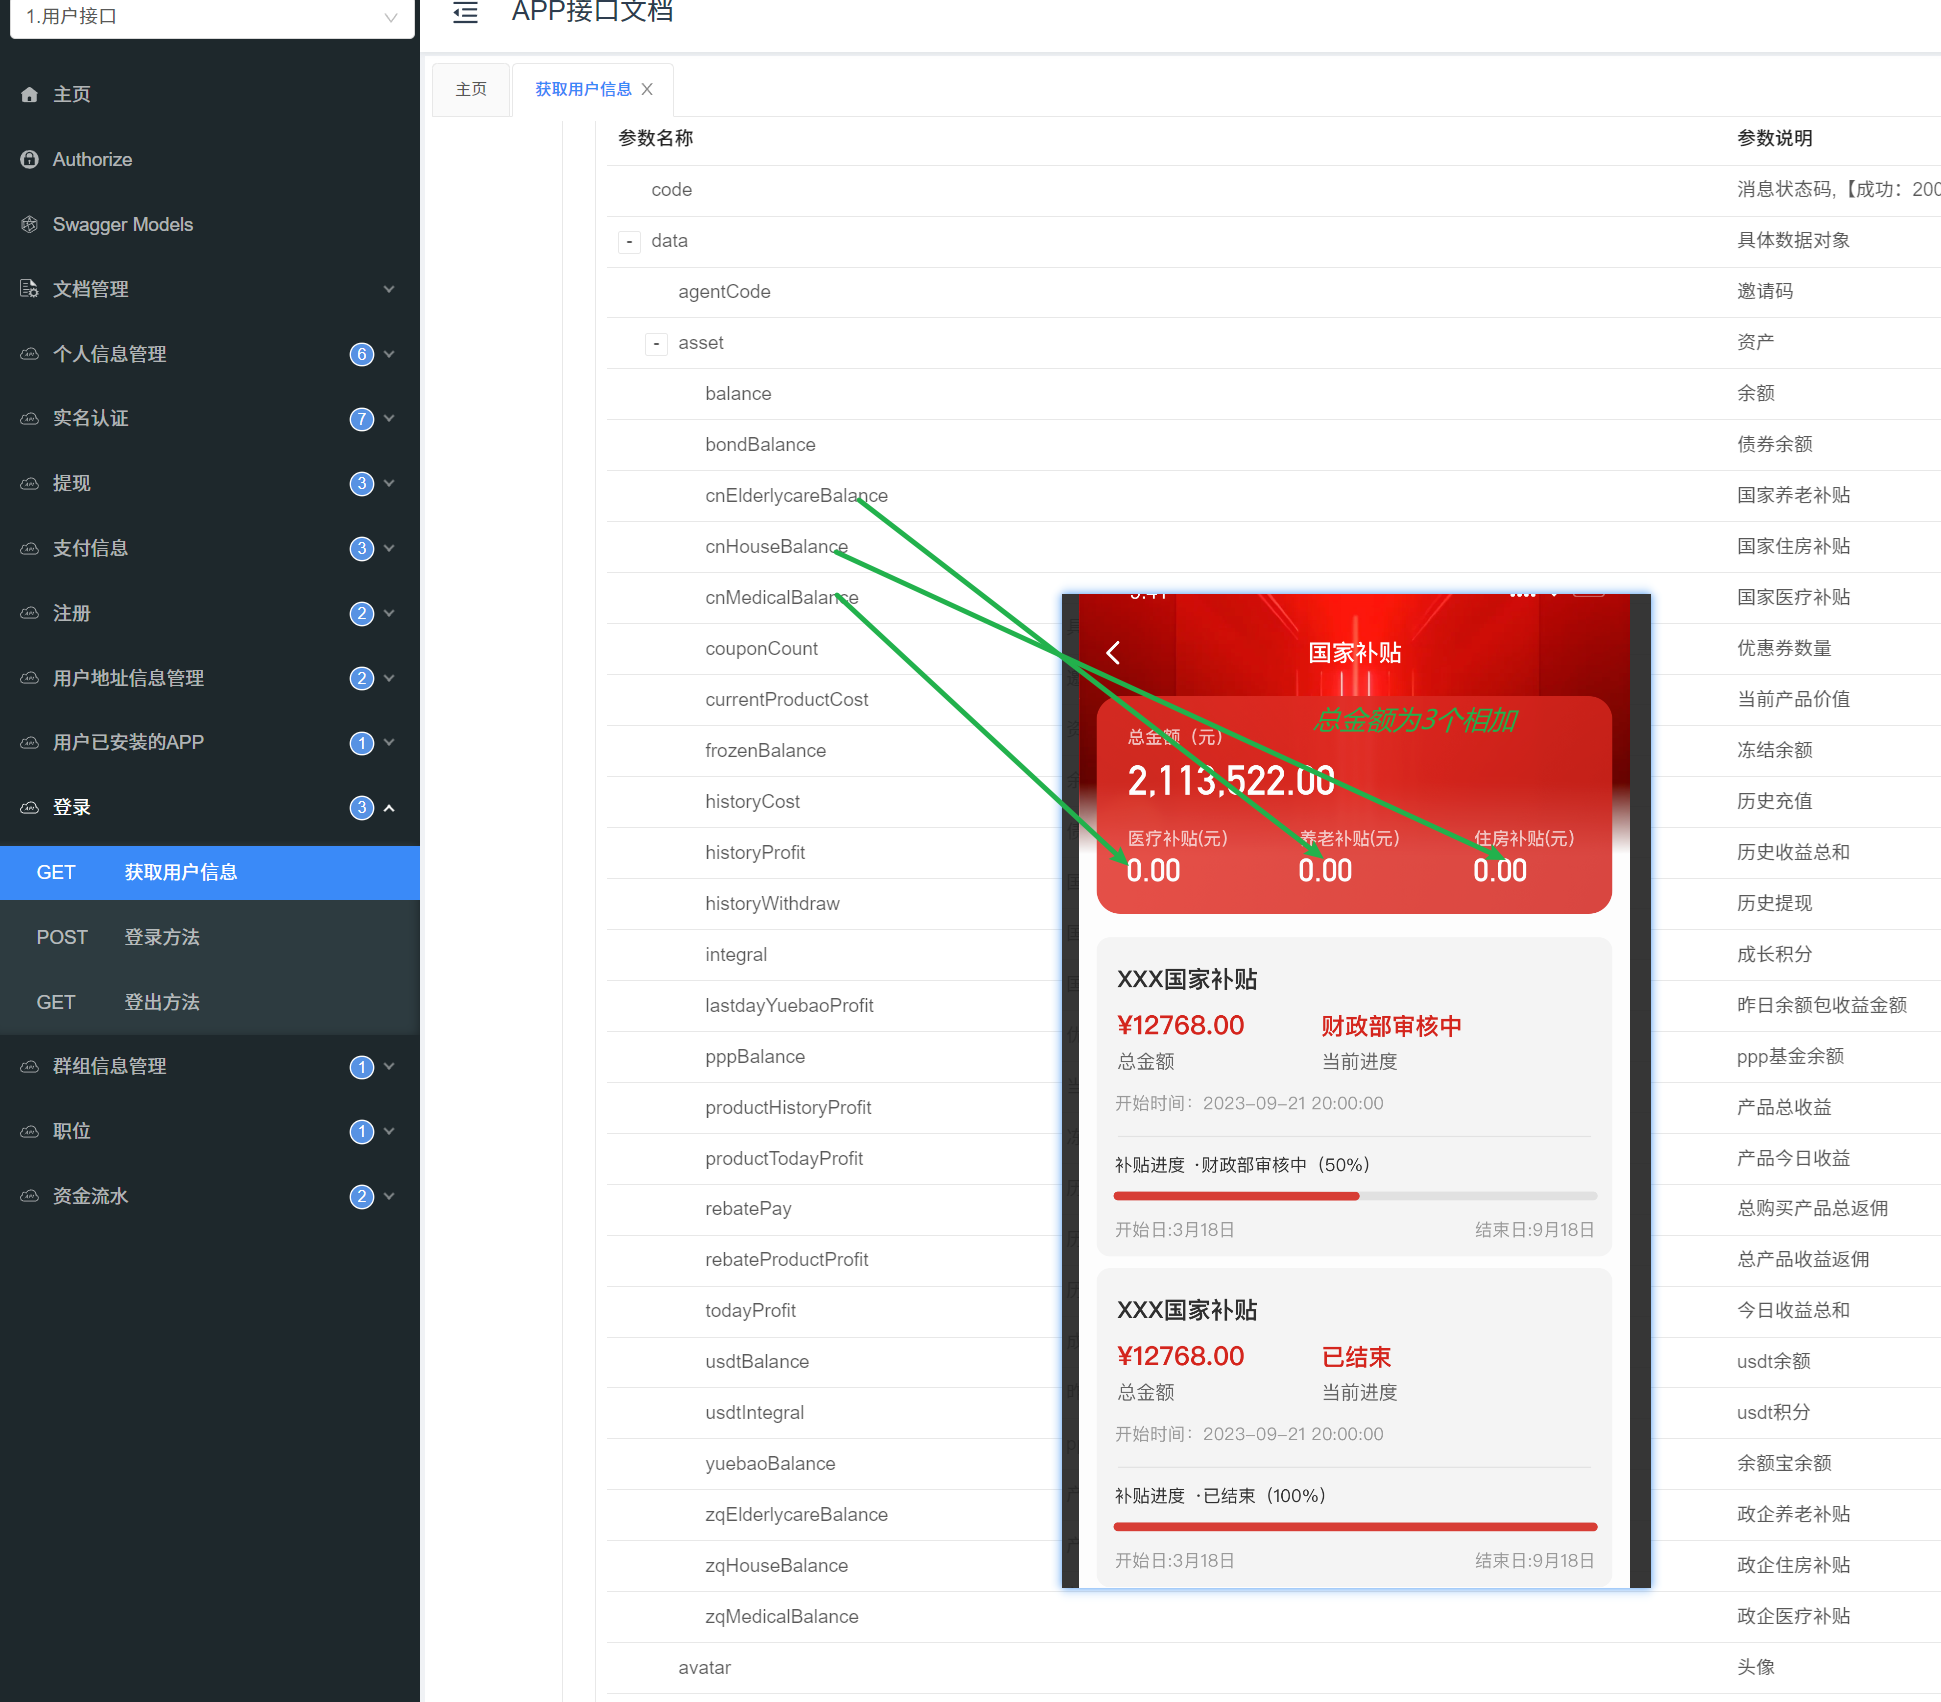 1.用户接口
APP接口文档
主页
Authorize
Swagger Models
文档管理
个人信息管理 6
实名认证 7
提现 3
支付信息 3
注册 2
用户地址信息管理 2
用户已安装的APP 1
登录 3
GET 获取用户信息
POST 登录方法
GET 登出方法
群组信息管理 1
职位 1
资金流水 2
主页 获取用户信息
参数名称 参数说明
code 消息状态码,【成功：200
- data 具体数据对象
agentCode 邀请码
- asset 资产
balance 余额
bondBalance 债券余额
cnElderlycareBalance 国家养老补贴
cnHouseBalance 国家住房补贴
cnMedicalBalance 国家医疗补贴
couponCount 优惠券数量
currentProductCost 当前产品价值
frozenBalance 冻结余额
historyCost 历史充值
historyProfit 历史收益总和
historyWithdraw 历史提现
integral 成长积分
lastdayYuebaoProfit 昨日余额包收益金额
pppBalance ppp基金余额
productHistoryProfit 产品总收益
productTodayProfit 产品今日收益
rebatePay 总购买产品总返佣
rebateProductProfit 总产品收益返佣
todayProfit 今日收益总和
usdtBalance usdt余额
usdtIntegral usdt积分
yuebaoBalance 余额宝余额
zqElderlycareBalance 政企养老补贴
zqHouseBalance 政企住房补贴
zqMedicalBalance 政企医疗补贴
avatar 头像
国家补贴
总金额为3个相加
总金额（元）
2,113,522.00
医疗补贴(元) 养老补贴(元) 住房补贴(元)
0.00 0.00 0.00
XXX国家补贴
¥12768.00 财政部审核中
总金额 当前进度
开始时间：2023-09-21 20:00:00
补贴进度 ·财政部审核中（50%）
开始日:3月18日 结束日:9月18日
XXX国家补贴
¥12768.00 已结束
总金额 当前进度
开始时间：2023-09-21 20:00:00
补贴进度 ·已结束（100%）
开始日:3月18日 结束日:9月18日